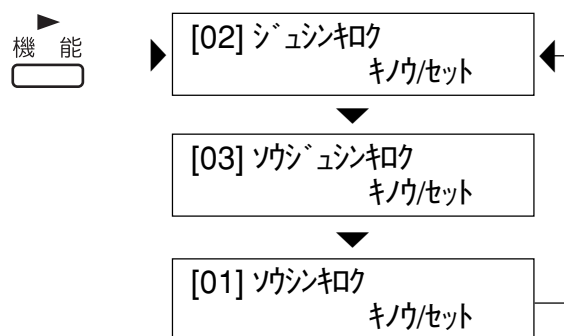 機 能
[02] ｼﾞｭｼﾝｷﾛｸ
ｷﾉｳ/ｾｯﾄ
[03] ｿｳｼﾞｭｼﾝｷﾛｸ
ｷﾉｳ/ｾｯﾄ
[01] ｿｳｼﾝｷﾛｸ
ｷﾉｳ/ｾｯﾄ